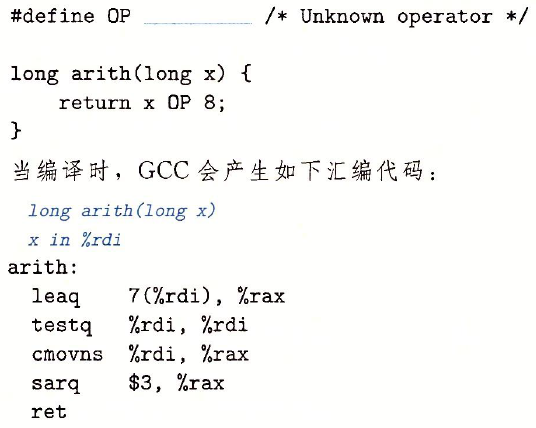 #define OP __________ /* Unknown operator */
long arith(long x) {
    return x OP 8;
}
当编译时，GCC 会产生如下汇编代码：
long arith(long x)
x in %rdi
arith:
  leaq    7(%rdi), %rax
  testq   %rdi, %rdi
  cmovns  %rdi, %rax
  sarq    $3, %rax
  ret